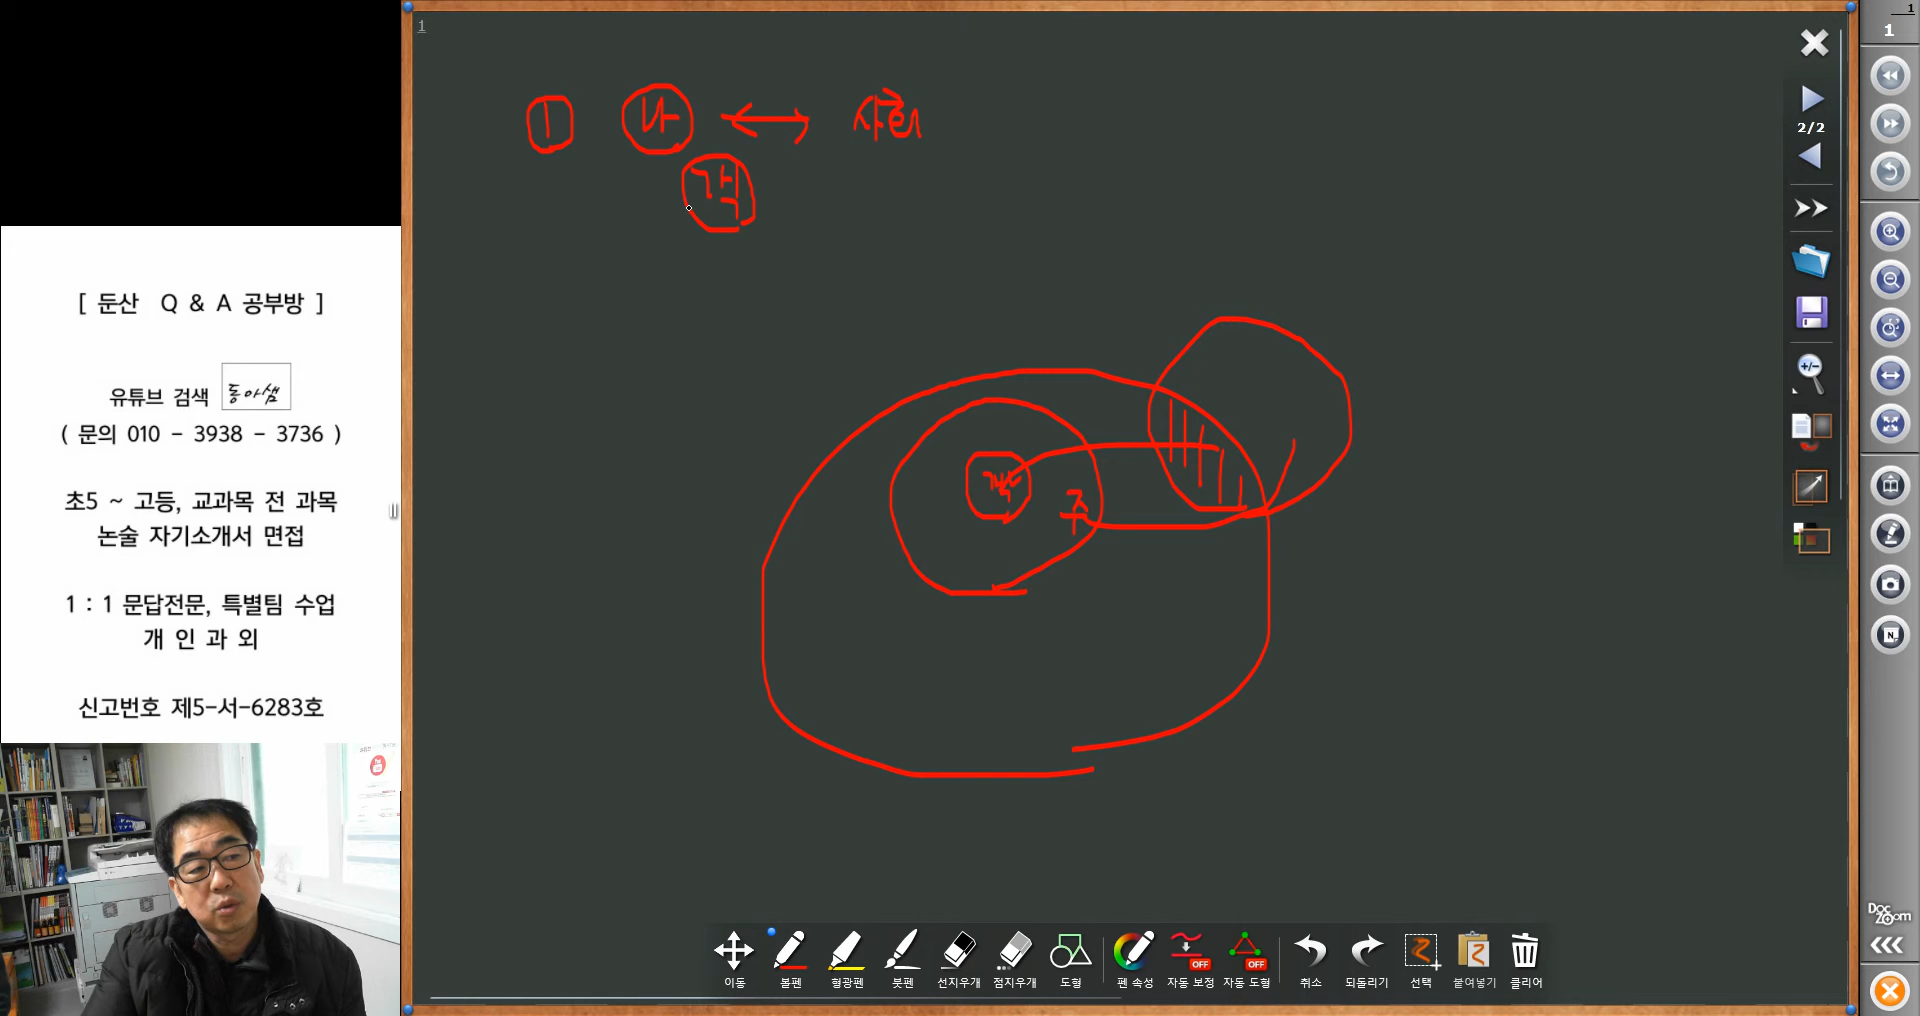 [ 둔산 Q & A 공부방 ]
유튜브 검색 동아샘
( 문의 010 - 3938 - 3736 )
초5 ~ 고등, 교과목 전 과목
논술 자기소개서 면접
1 : 1 문답전문, 특별팀 수업
개 인 과 외
신고번호 제5-서-6283호
1
① 나 ↔
객
객
주
1
1
2/2
+/-
N
Doc Zoom
이동 볼펜 형광펜 붓펜 선지우개 점지우개 도형 펜 속성 OFF 자동 보정 OFF 자동 도형 취소 되돌리기 선택 붙여넣기 클리어